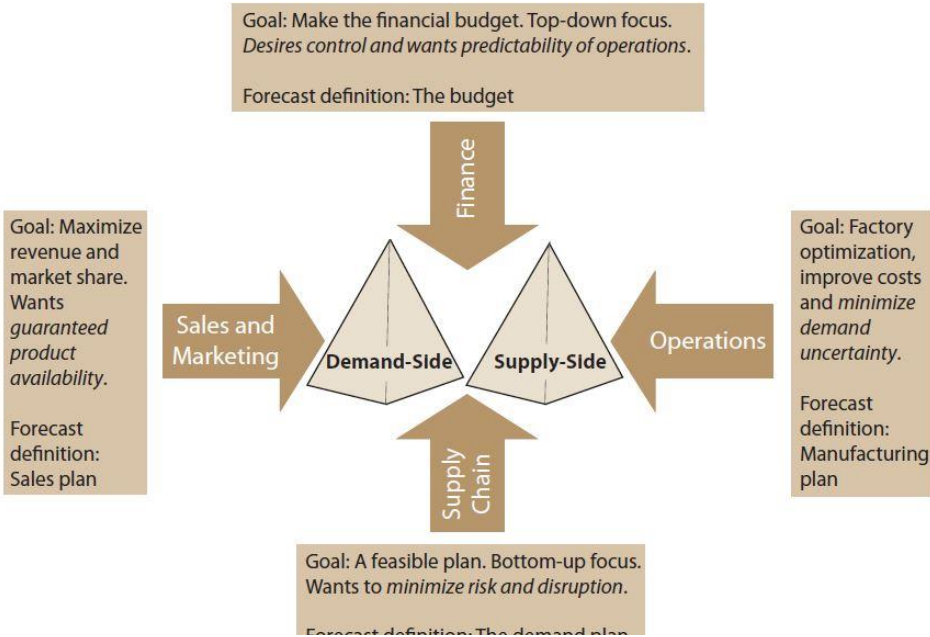 Goal: Make the financial budget. Top-down focus.
Desires control and wants predictability of operations.
Forecast definition: The budget
Finance
Goal: Maximize
revenue and
market share.
Wants
guaranteed
product
availability.
Forecast
definition:
Sales plan
Sales and
Marketing
Demand-Side
Supply-Side
Operations
Goal: Factory
optimization,
improve costs
and minimize
demand
uncertainty.
Forecast
definition:
Manufacturing
plan
Supply
Chain
Goal: A feasible plan. Bottom-up focus.
Wants to minimize risk and disruption.
Forecast definition: The demand plan